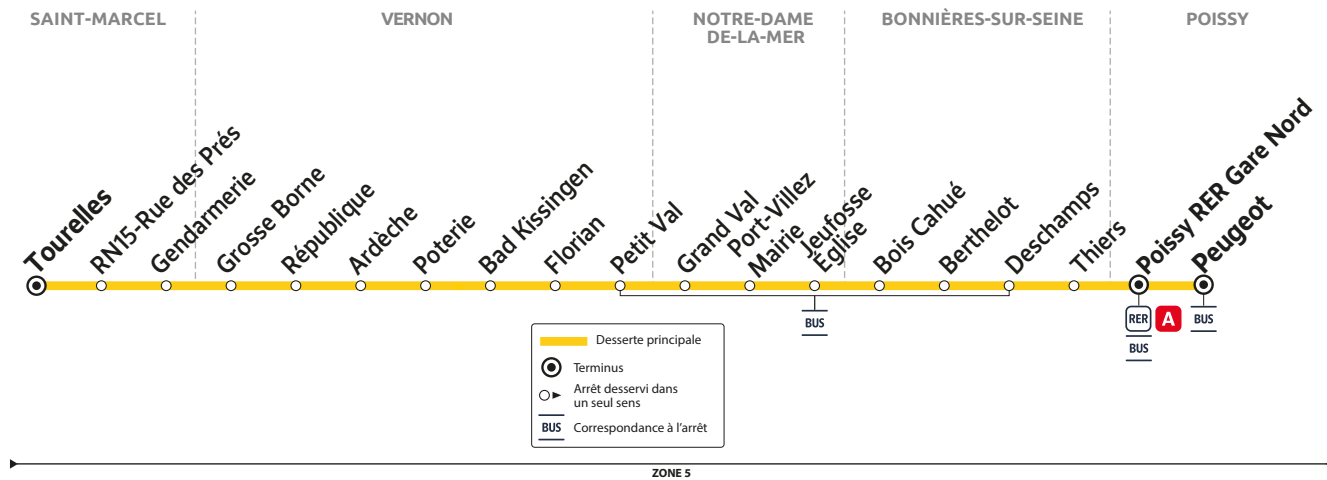 SAINT-MARCEL
VERNON
NOTRE-DAME
DE-LA-MER
BONNIÈRES-SUR-SEINE
POISSY
Tourelles
RN15-Rue des Prés
Gendarmerie
Grosse Borne
République
Ardèche
Poterie
Bad Kissingen
Florian
Petit Val
Grand Val
Port-Villez
Mairie
Jeufosse
Église
Bois Cahué
Berthelot
Deschamps
Thiers
Poissy RER Gare Nord
Peugeot
BUS
RER A
BUS
BUS
Desserte principale
Terminus
Arrêt desservi dans
un seul sens
BUS Correspondance à l'arrêt
ZONE 5